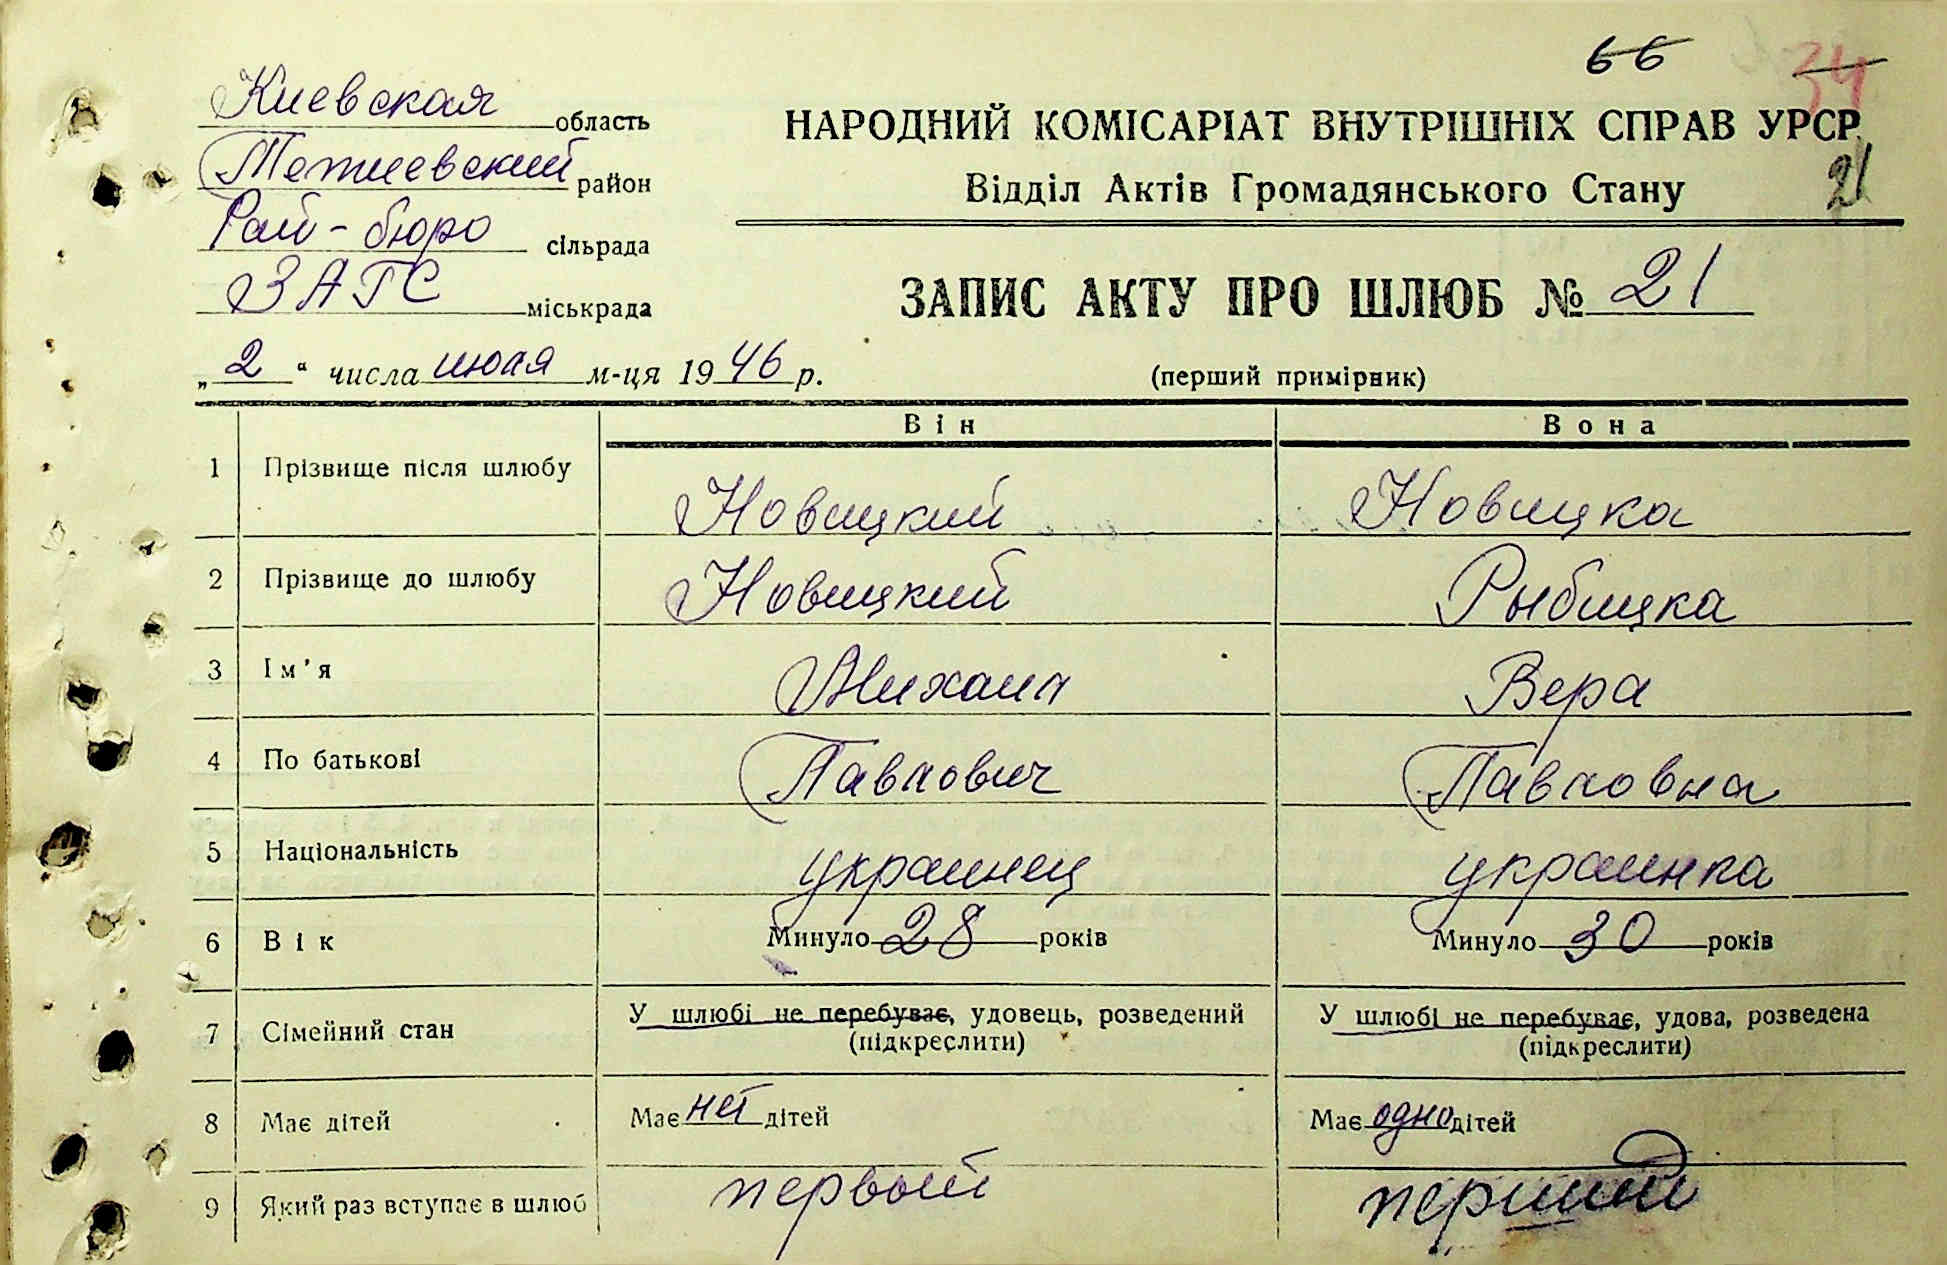 66 34
Киевская область
Тетиевский район
Рай-бюро сільрада
ЗАГС міськрада
НАРОДНИЙ КОМІСАРІАТ ВНУТРІШНІХ СПРАВ УРСР
Відділ Актів Громадянського Стану 21
ЗАПИС АКТУ ПРО ШЛЮБ № 21
„2" числа июля м-ця 1946 р.
(перший примірник)
Він Вона
1 Прізвище після шлюбу Новицкий Новицка
2 Прізвище до шлюбу Новицкий Рыбицка
3 Ім'я Михаил Вера
4 По батькові Павлович Павловна
5 Національність украинец украинка
6 Вік Минуло 28 років Минуло 30 років
7 Сімейний стан У шлюбі не перебуває, удовець, розведений У шлюбі не перебуває, удова, розведена
(підкреслити) (підкреслити)
8 Має дітей Має нет дітей Має одно дітей
9 Який раз вступає в шлюб первый перший